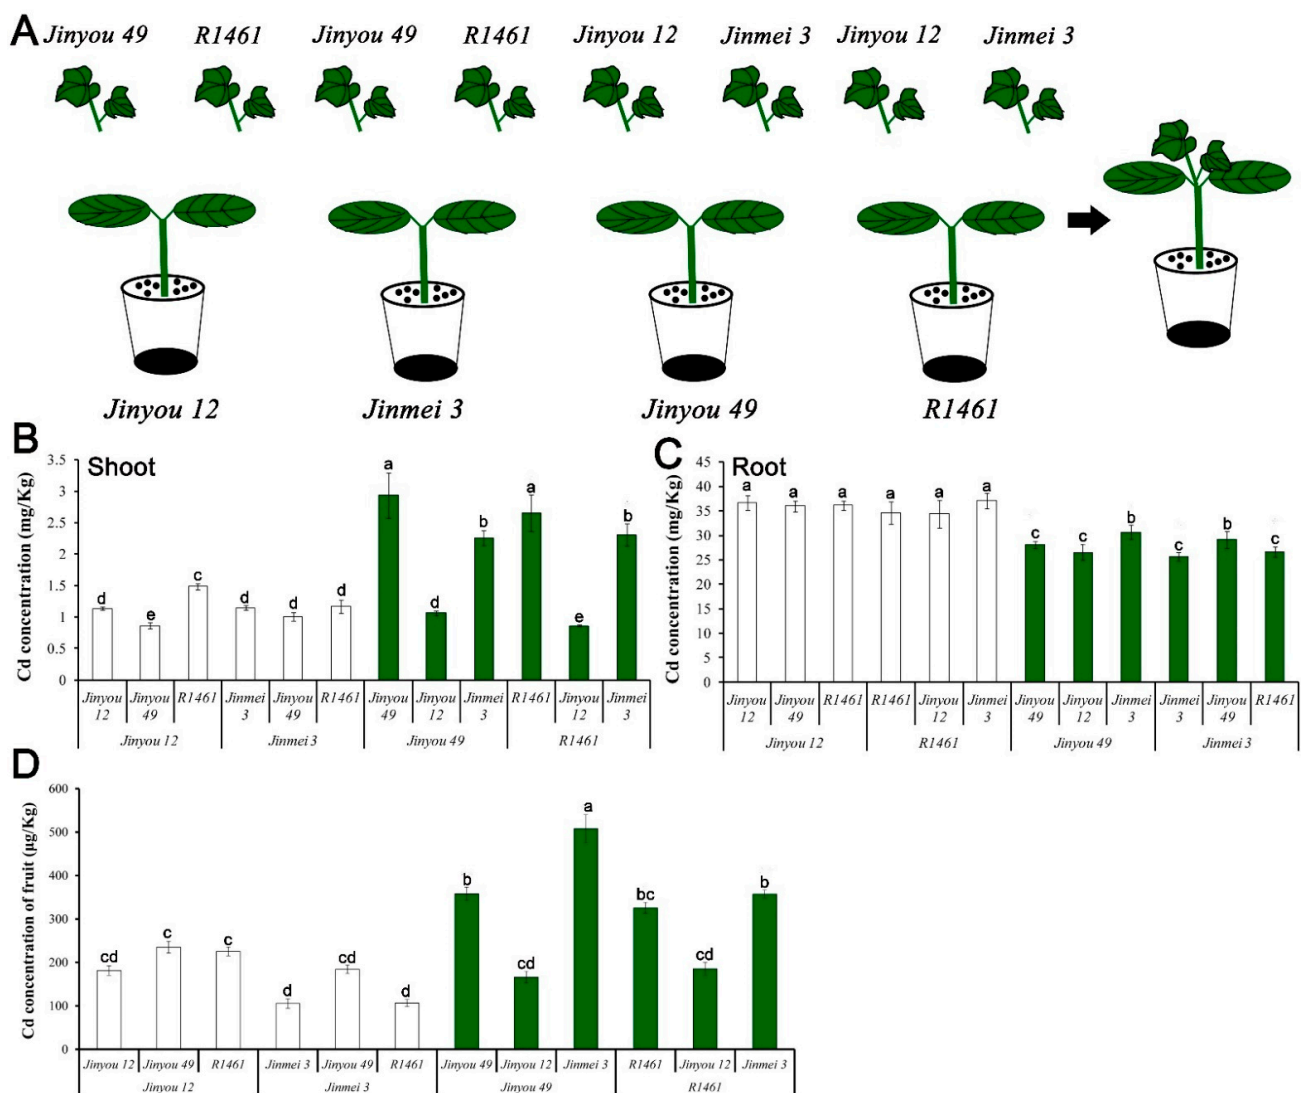 A
Jinyou 49 R1461 Jinyou 49 R1461 Jinyou 12 Jinmei 3 Jinyou 12 Jinmei 3
Jinyou 12 Jinmei 3 Jinyou 49 R1461
B
Shoot
Cd concentration (mg/Kg)
3.5
3
2.5
2
1.5
1
0.5
0
d e c d d d a d b a e b
Jinyou 12 Jinyou 49 R1461 Jinmei 3 Jinyou 49 R1461 Jinyou 49 Jinyou 12 Jinmei 3 R1461 Jinyou 12 Jinmei 3
Jinyou 12 Jinmei 3 Jinyou 49 R1461
C
Root
Cd concentration (mg/Kg)
45
40
35
30
25
20
15
10
5
0
a a a a a a c c b c b c
Jinyou 12 Jinyou 49 R1461 R1461 Jinyou 12 Jinmei 3 Jinyou 49 Jinyou 12 Jinmei 3 Jinmei 3 Jinyou 49 R1461
Jinyou 12 R1461 Jinyou 49 Jinmei 3
D
Cd concentration of fruit (μg/Kg)
600
500
400
300
200
100
0
cd c c d d d b cd a bc cd b
Jinyou 12 Jinyou 49 R1461 Jinmei 3 Jinyou 49 R1461 Jinyou 49 Jinyou 12 Jinmei 3 R1461 Jinyou 12 Jinmei 3
Jinyou 12 Jinmei 3 Jinyou 49 R1461